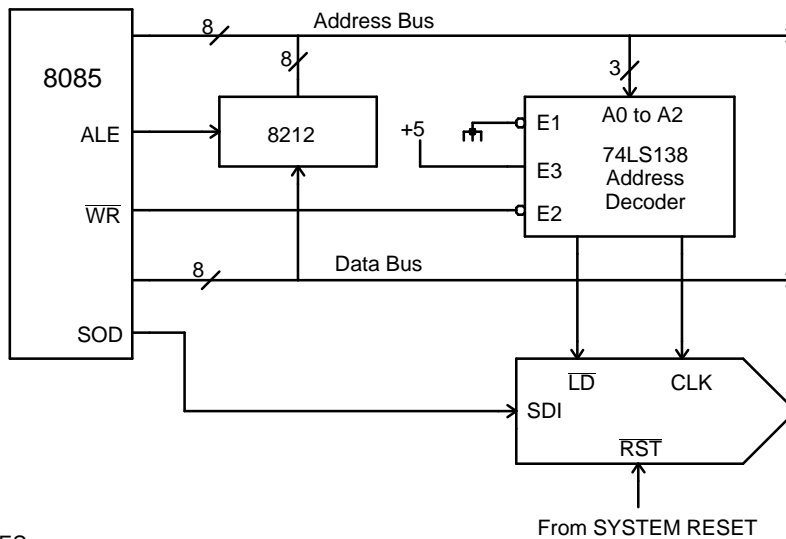 8
Address Bus
8
3
8085
ALE
8212
+5
E1
A0 to A2
E3
74LS138
Address
Decoder
WR
E2
8
Data Bus
SOD
LD
CLK
SDI
RST
From SYSTEM RESET